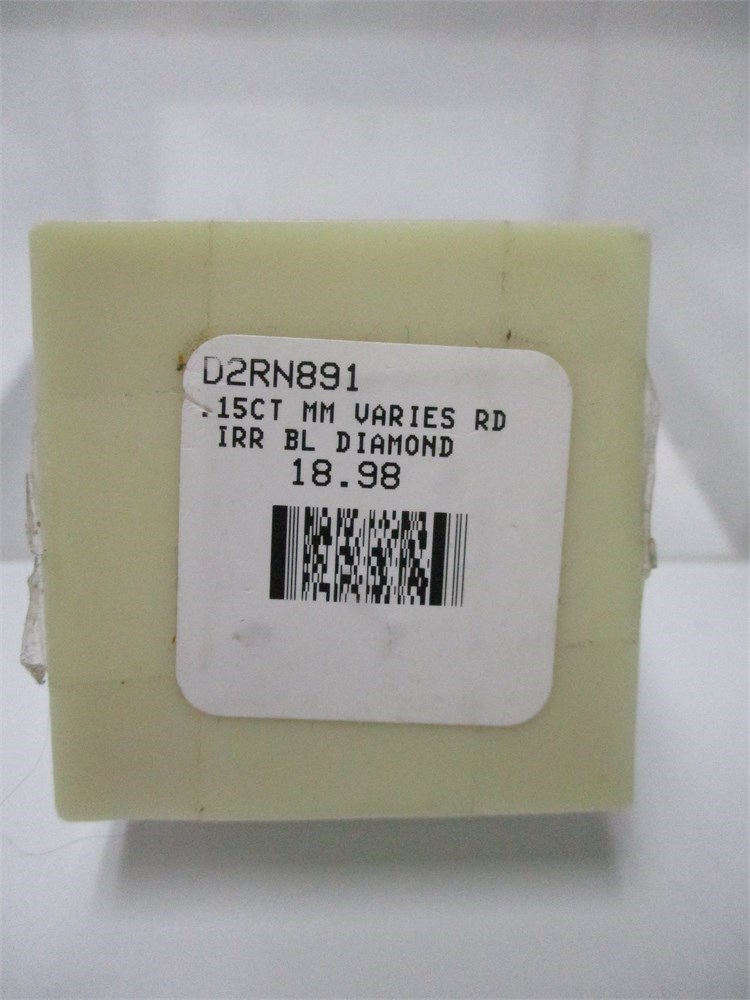 D2RN891
.15CT MM VARIES RD
IRR BL DIAMOND
18.98